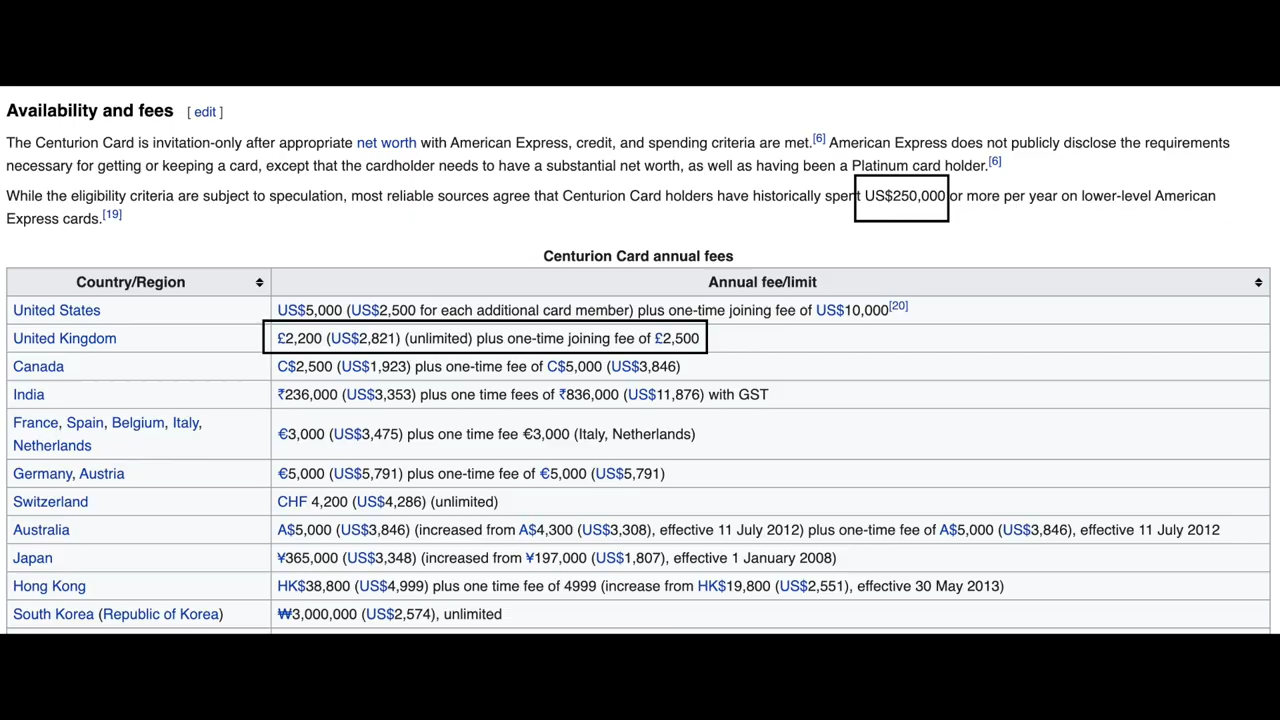 Availability and fees [ edit ]
The Centurion Card is invitation-only after appropriate net worth with American Express, credit, and spending criteria are met.[6] American Express does not publicly disclose the requirements
necessary for getting or keeping a card, except that the cardholder needs to have a substantial net worth, as well as having been a Platinum card holder.[6]
While the eligibility criteria are subject to speculation, most reliable sources agree that Centurion Card holders have historically spent US$250,000 or more per year on lower-level American
Express cards.[19]
Centurion Card annual fees
Country/Region Annual fee/limit
United States US$5,000 (US$2,500 for each additional card member) plus one-time joining fee of US$10,000[20]
United Kingdom £2,200 (US$2,821) (unlimited) plus one-time joining fee of £2,500
Canada C$2,500 (US$1,923) plus one-time fee of C$5,000 (US$3,846)
India ₹236,000 (US$3,353) plus one time fees of ₹836,000 (US$11,876) with GST
France, Spain, Belgium, Italy,
Netherlands €3,000 (US$3,475) plus one time fee €3,000 (Italy, Netherlands)
Germany, Austria €5,000 (US$5,791) plus one-time fee of €5,000 (US$5,791)
Switzerland CHF 4,200 (US$4,286) (unlimited)
Australia A$5,000 (US$3,846) (increased from A$4,300 (US$3,308), effective 11 July 2012) plus one-time fee of A$5,000 (US$3,846), effective 11 July 2012
Japan ¥365,000 (US$3,348) (increased from ¥197,000 (US$1,807), effective 1 January 2008)
Hong Kong HK$38,800 (US$4,999) plus one time fee of 4999 (increase from HK$19,800 (US$2,551), effective 30 May 2013)
South Korea (Republic of Korea) ₩3,000,000 (US$2,574), unlimited